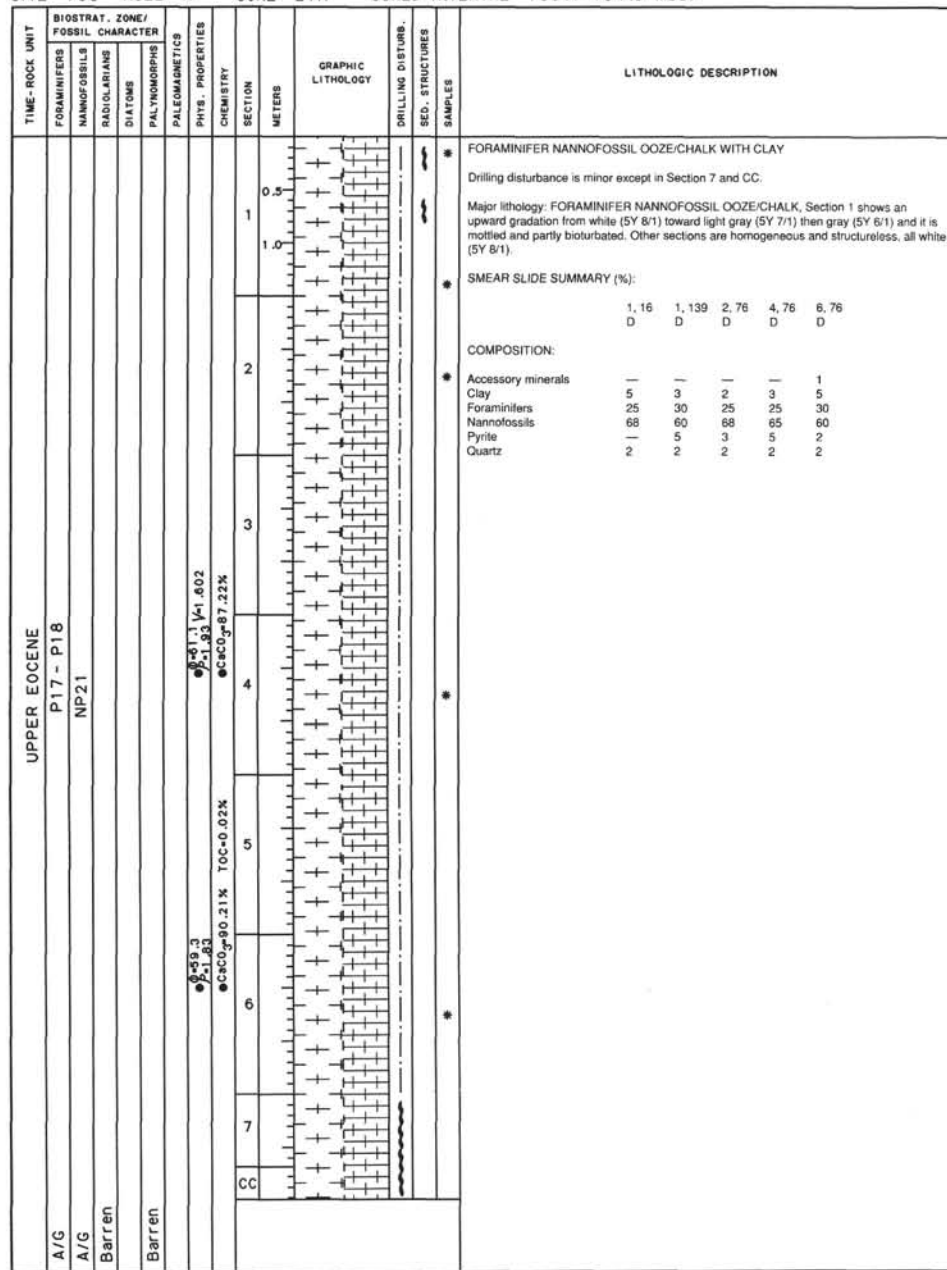 TIME-ROCK UNIT
BIOSTRAT. ZONE/
FOSSIL CHARACTER
FORAMINIFERS
NANNOFOSSILS
RADIOLARIANS
DIATOMS
PALYNOMORPHS
PALEOMAGNETICS
PHYS. PROPERTIES
CHEMISTRY
SECTION
METERS
GRAPHIC
LITHOLOGY
DRILLING DISTURB.
SED. STRUCTURES
SAMPLES
LITHOLOGIC DESCRIPTION
UPPER EOCENE
P17 - P18
NP21
A/G
A/G
Barren
Barren
V=1.602
●CaCO3=87.22%
●CaCO3=90.21% TOC=0.02%
0.5
1
1.0
2
3
4
5
6
7
CC
FORAMINIFER NANNOFOSSIL OOZE/CHALK WITH CLAY
Drilling disturbance is minor except in Section 7 and CC.
Major lithology: FORAMINIFER NANNOFOSSIL OOZE/CHALK, Section 1 shows an
upward gradation from white (5Y 8/1) toward light gray (5Y 7/1) then gray (5Y 6/1) and it is
mottled and partly bioturbated. Other sections are homogeneous and structureless, all white
(5Y 8/1).
SMEAR SLIDE SUMMARY (%):
1, 16 1, 139 2, 76 4, 76 6, 76
D D D D D
COMPOSITION:
Accessory minerals — — — — 1
Clay 5 3 2 3 5
Foraminifers 25 30 25 25 30
Nannofossils 68 60 68 65 60
Pyrite — 5 3 5 2
Quartz 2 2 2 2 2